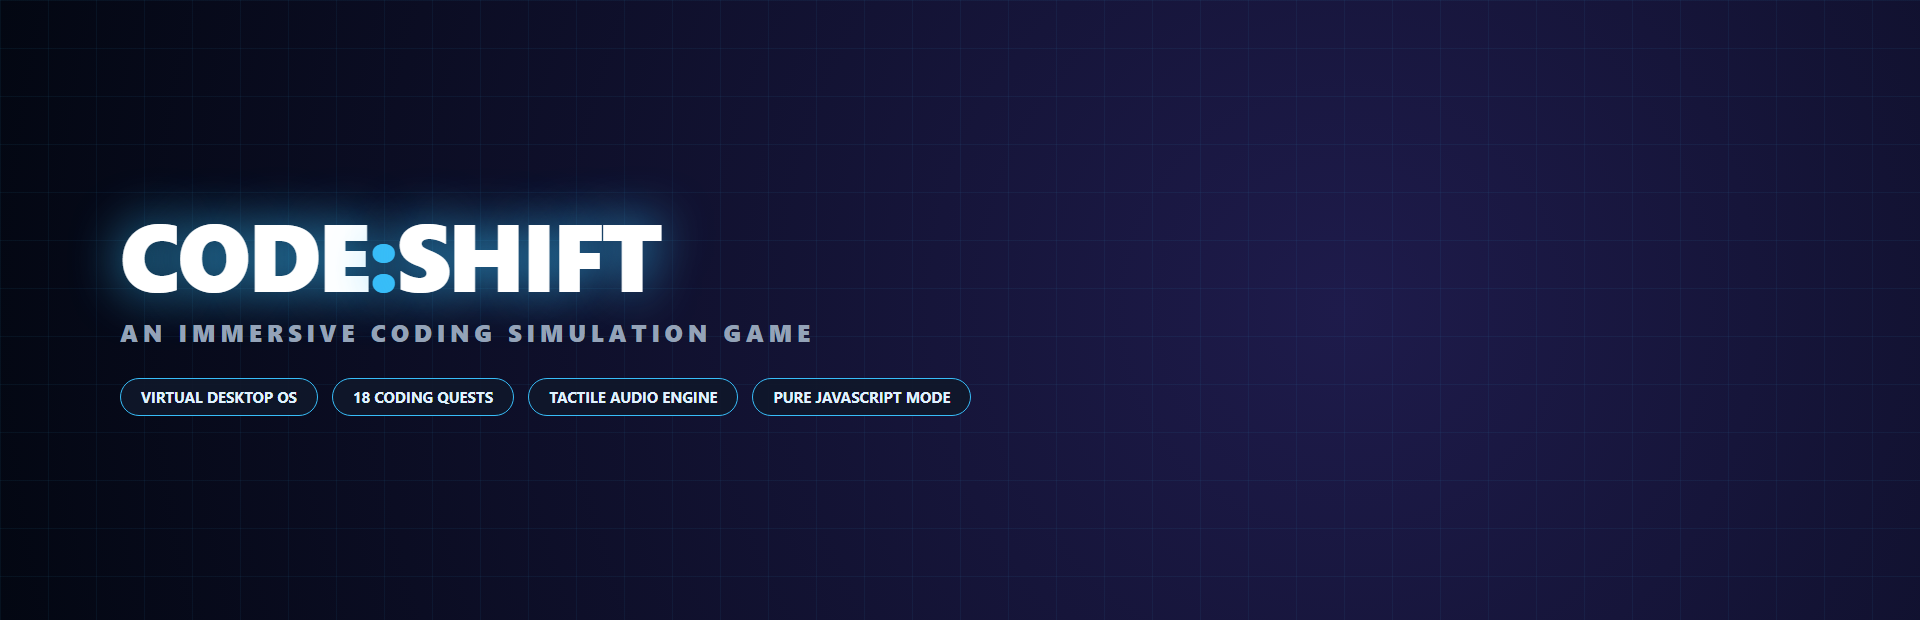 CODE:SHIFT
AN IMMERSIVE CODING SIMULATION GAME
VIRTUAL DESKTOP OS 18 CODING QUESTS TACTILE AUDIO ENGINE PURE JAVASCRIPT MODE